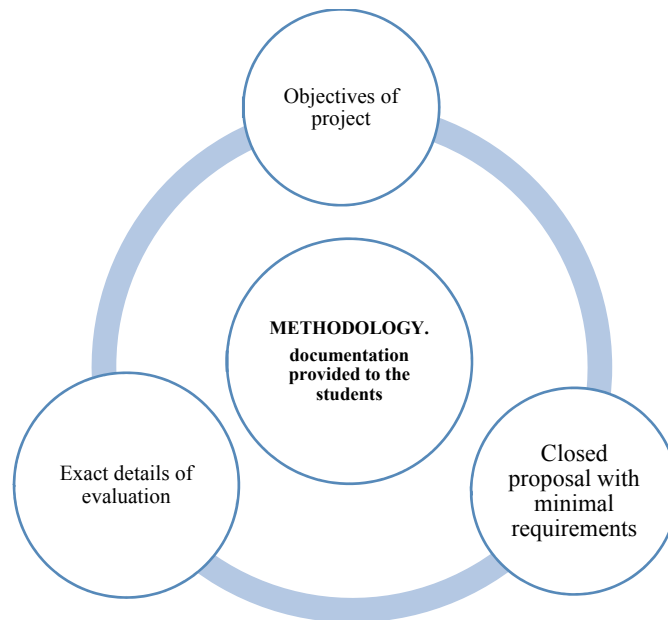 Objectives of
project
METHODOLOGY.
documentation
provided to the
students
Exact details of
evaluation
Closed
proposal with
minimal
requirements